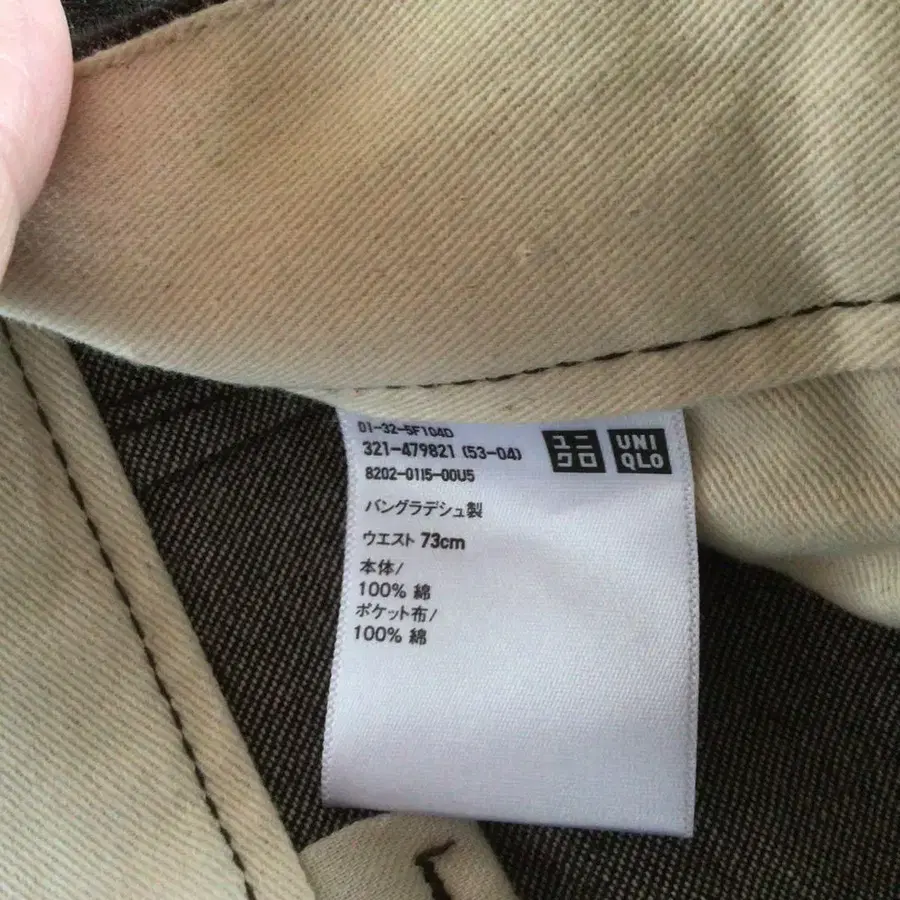 01-32-5F104D
321-479821 (53-04)
8202-0115-00U5
ユニ
クロ
UNI
QLO
バングラデシュ製
ウエスト 73cm
本体/
100% 綿
ポケット布/
100% 綿